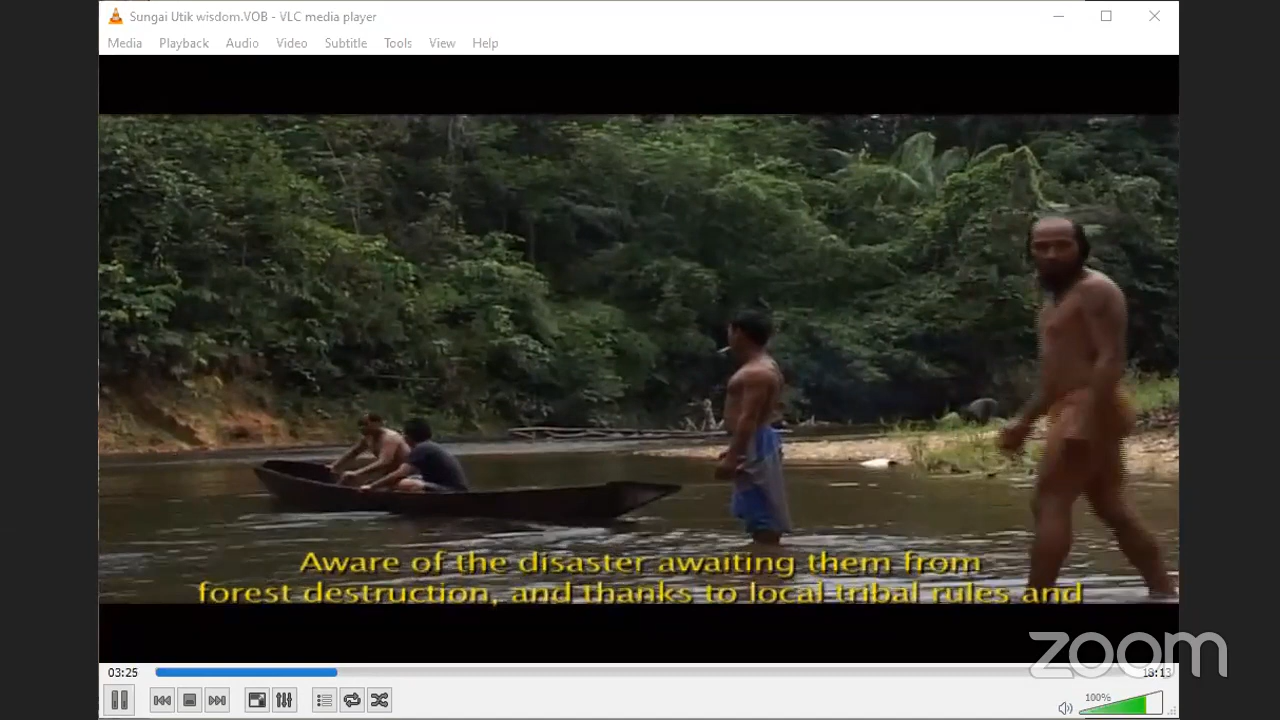 Sungai Utik wisdom.VOB - VLC media player
Media Playback Audio Video Subtitle Tools View Help
Aware of the disaster awaiting them from
forest destruction, and thanks to local tribal rules and
zoom
03:25
18:13
100%